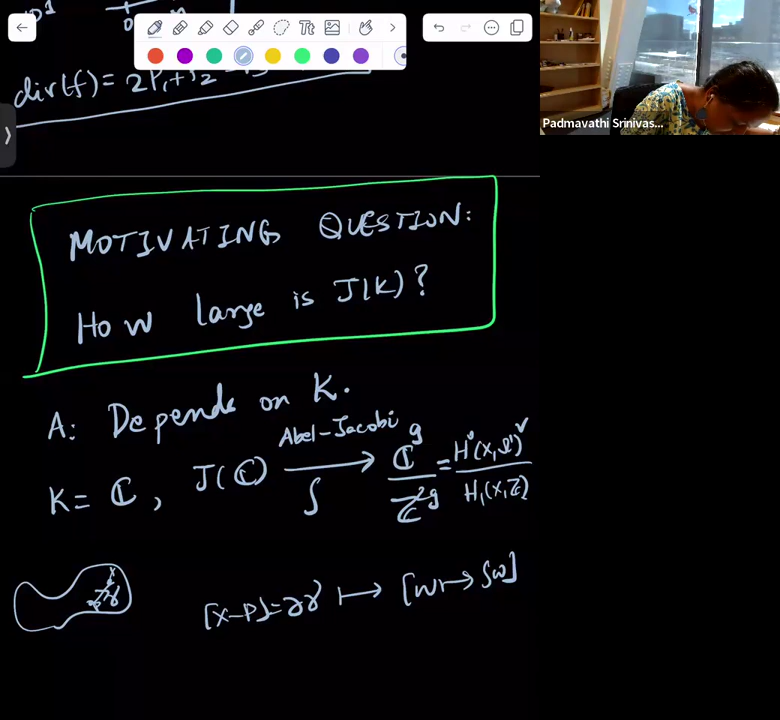 div(f) = 2P₁ + P₂
Padmavathi Srinivas...
MOTIVATING QUESTION:
How large is J(K)?
A: Depends on K.
K = ℂ, J(ℂ) Abel-Jacobi ⟶ ∫ ℂ^g / ℤ^2g = H⁰(X, Ω¹)^∨ / H₁(X, ℤ)
[X-P] = ∂γ ⟼ [ω ↦ ∫ω]